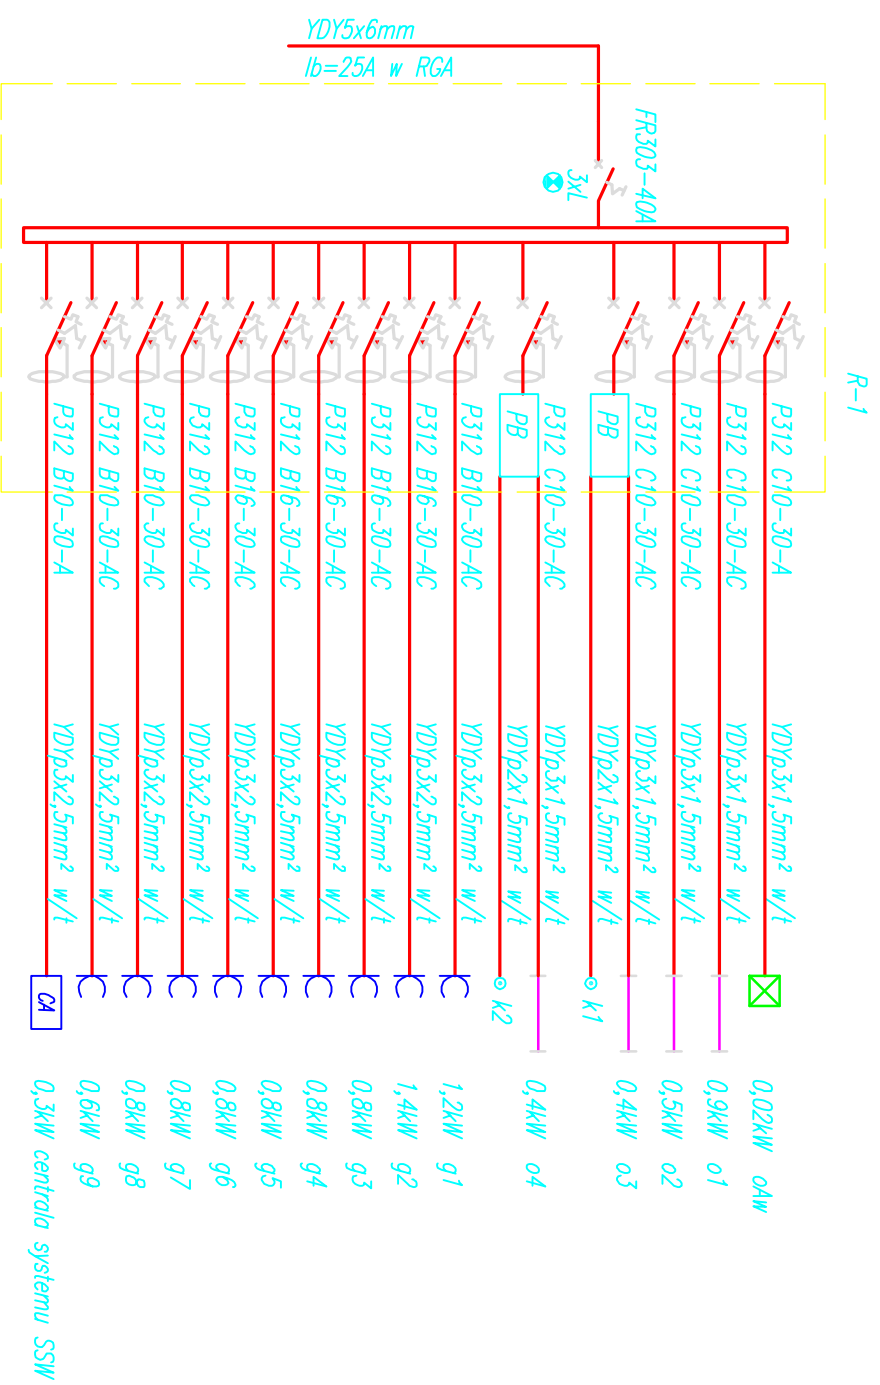 YDY5x6mm
Ib=25A w RGA
R-1
FR303-40A
3xL
P312 C10-30-A
YDYp3x1,5mm² w/t
0,02kW oAw
P312 C10-30-AC
YDYp3x1,5mm² w/t
0,9kW o1
P312 C10-30-AC
YDYp3x1,5mm² w/t
0,5kW o2
P312 C10-30-AC
YDYp3x1,5mm² w/t
0,4kW o3
PB
YDYp2x1,5mm² w/t
k1
P312 C10-30-AC
YDYp3x1,5mm² w/t
0,4kW o4
PB
YDYp2x1,5mm² w/t
k2
P312 B10-30-AC
YDYp3x2,5mm² w/t
1,2kW g1
P312 B16-30-AC
YDYp3x2,5mm² w/t
1,4kW g2
P312 B16-30-AC
YDYp3x2,5mm² w/t
0,8kW g3
P312 B16-30-AC
YDYp3x2,5mm² w/t
0,8kW g4
P312 B16-30-AC
YDYp3x2,5mm² w/t
0,8kW g5
P312 B16-30-AC
YDYp3x2,5mm² w/t
0,8kW g6
P312 B10-30-AC
YDYp3x2,5mm² w/t
0,8kW g7
P312 B10-30-AC
YDYp3x2,5mm² w/t
0,8kW g8
P312 B10-30-AC
YDYp3x2,5mm² w/t
0,6kW g9
P312 B10-30-A
YDYp3x2,5mm² w/t
CA
0,3kW centrala systemu SSW